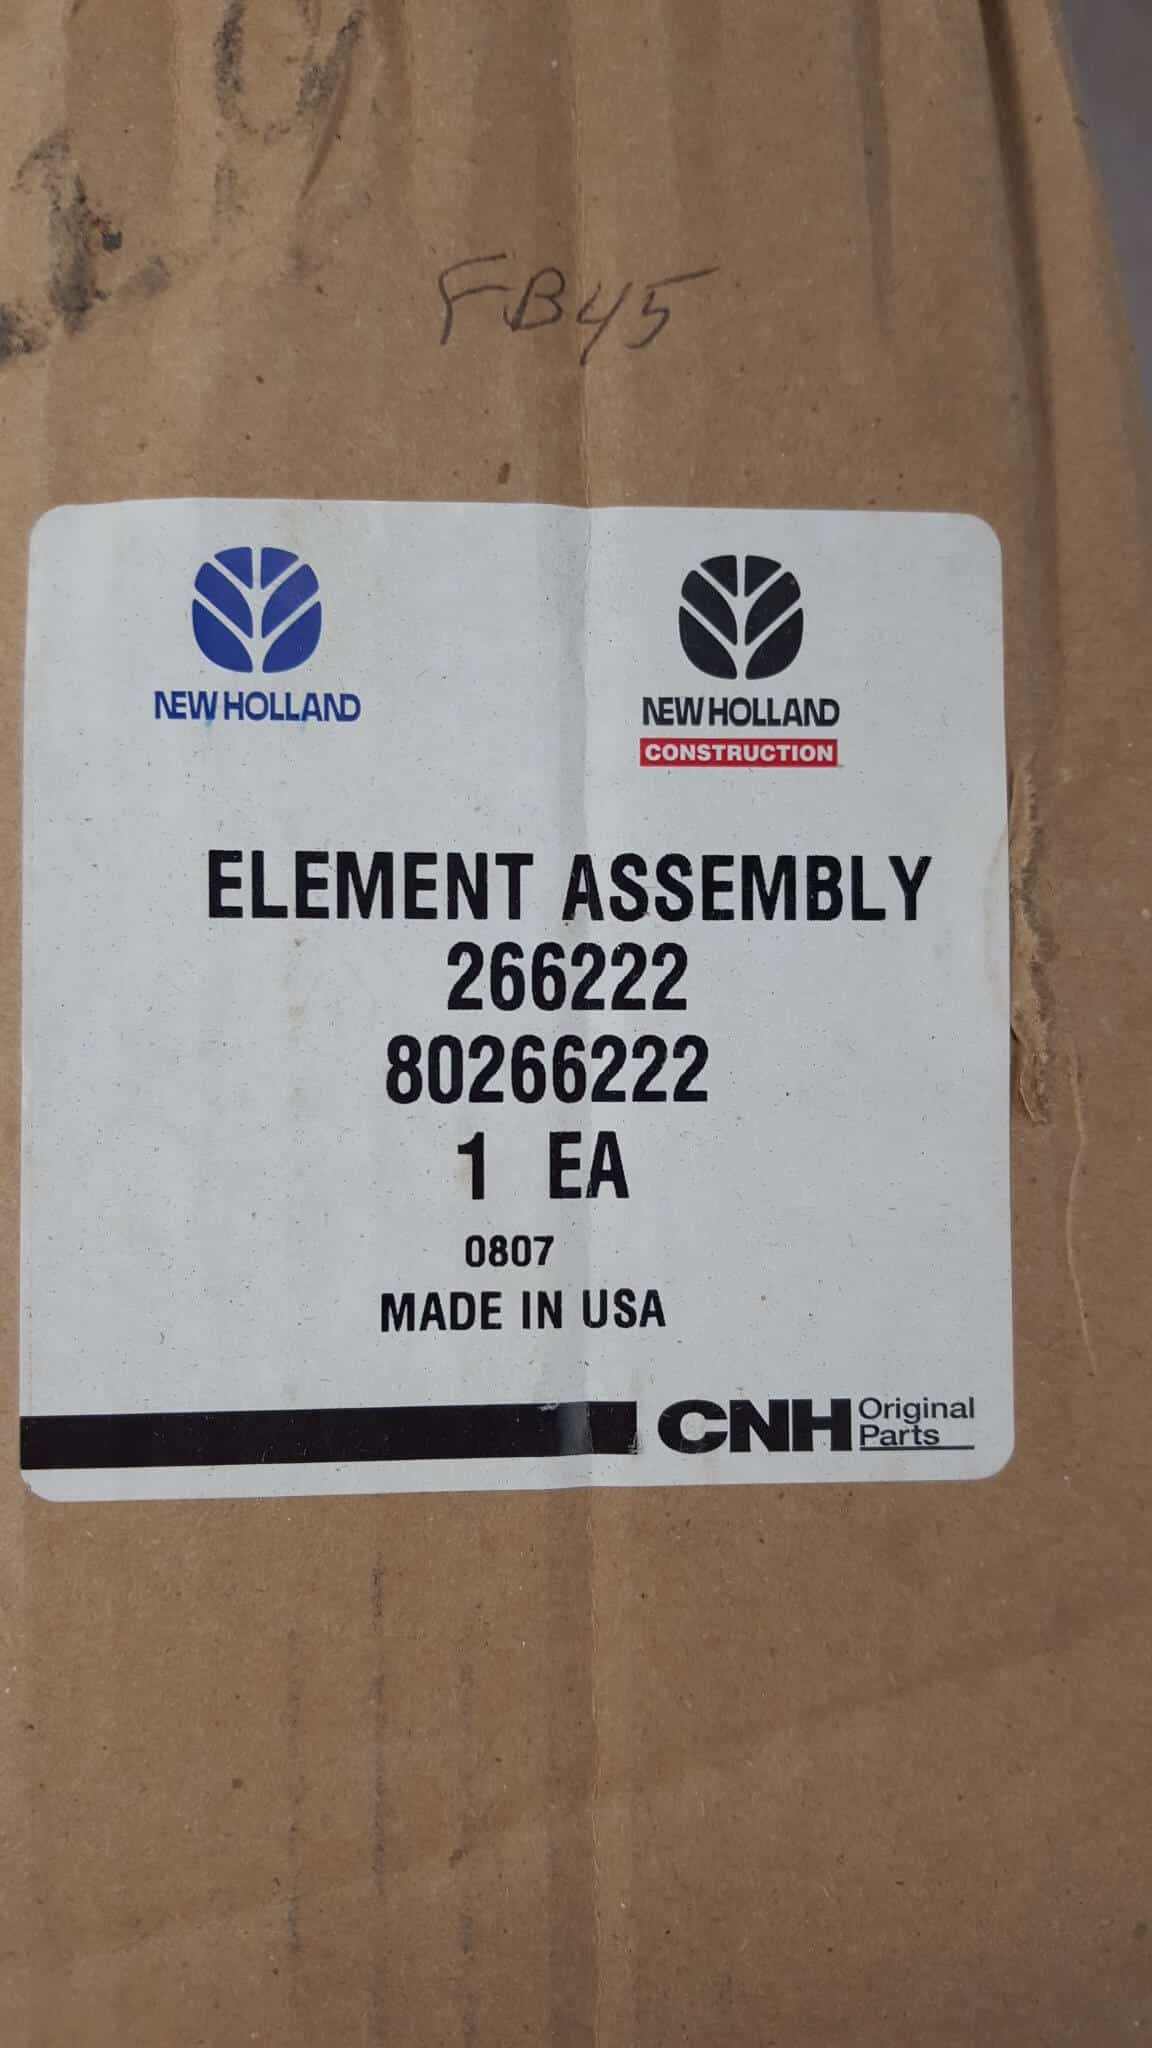 FB45
NEW HOLLAND
NEW HOLLAND
CONSTRUCTION
ELEMENT ASSEMBLY
266222
80266222
1 EA
0807
MADE IN USA
CNH Original
Parts